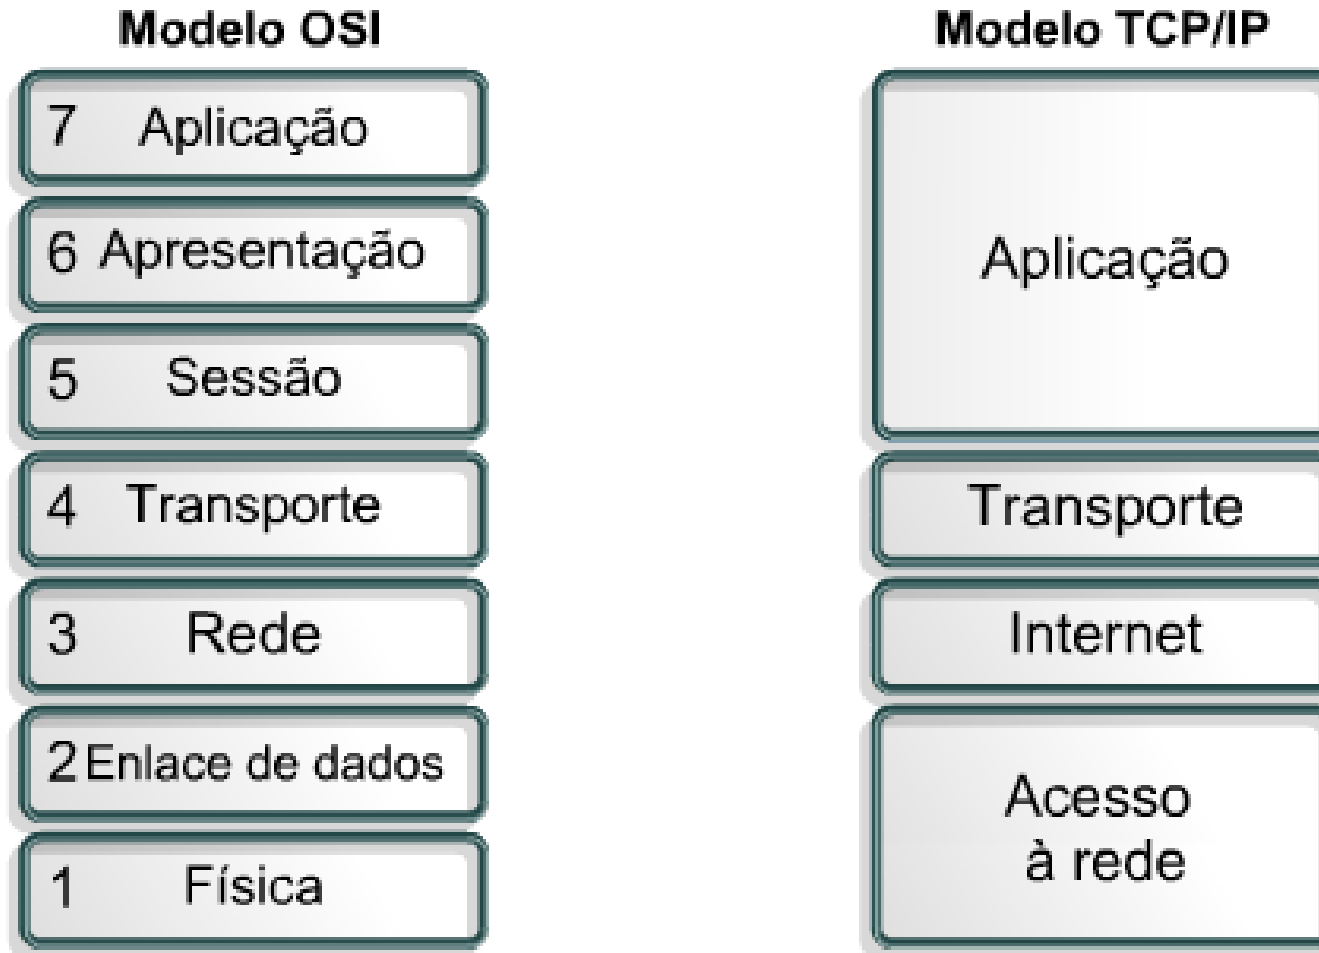 Modelo OSI
7 Aplicação
6 Apresentação
5 Sessão
4 Transporte
3 Rede
2 Enlace de dados
1 Física
Modelo TCP/IP
Aplicação
Transporte
Internet
Acesso
à rede